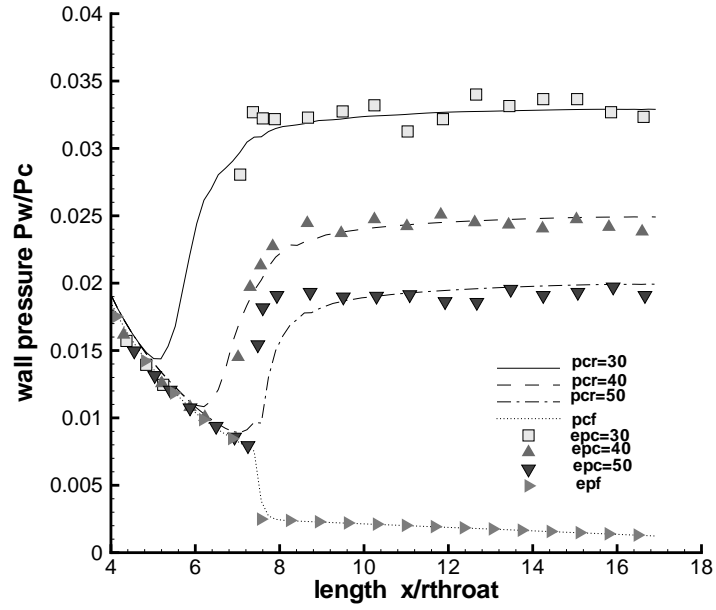 0.04
0.035
0.03
0.025
0.02
0.015
0.01
0.005
0
wall pressure Pw/Pc
4 6 8 10 12 14 16 18
length x/rthroat
pcr=30
pcr=40
pcr=50
pcf
epc=30
epc=40
epc=50
epf